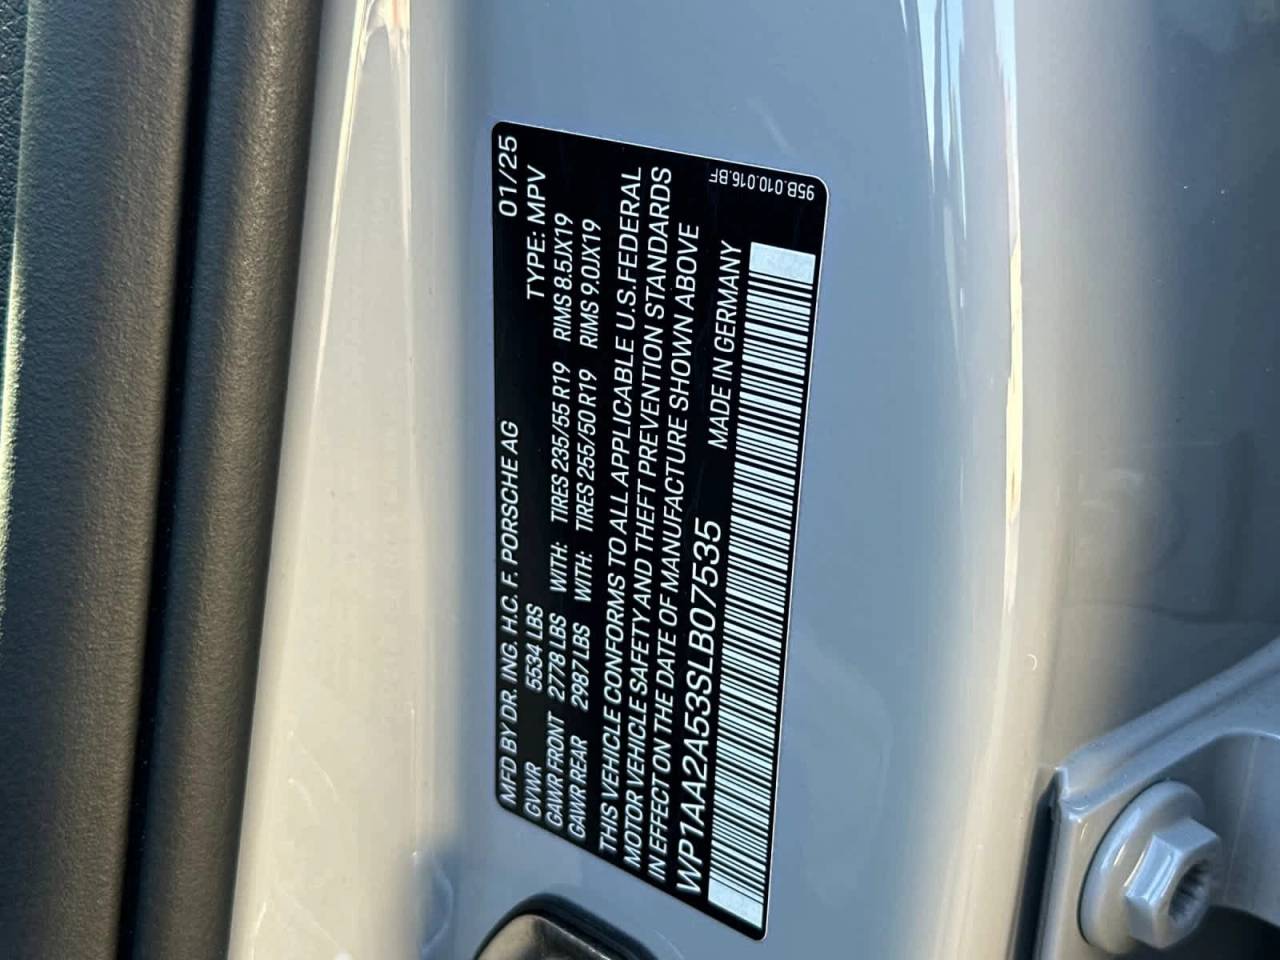 MFD BY DR. ING. H.C. F. PORSCHE AG 01/25
GVWR 5534 LBS TYPE: MPV
GAWR FRONT 2778 LBS WITH: TIRES 235/55 R19 RIMS 8.5JX19
GAWR REAR 2987 LBS WITH: TIRES 255/50 R19 RIMS 9.0JX19
THIS VEHICLE CONFORMS TO ALL APPLICABLE U.S. FEDERAL
MOTOR VEHICLE SAFETY AND THEFT PREVENTION STANDARDS
IN EFFECT ON THE DATE OF MANUFACTURE SHOWN ABOVE
WP1AA2A53SLB07535 MADE IN GERMANY
95B.010.016.BF